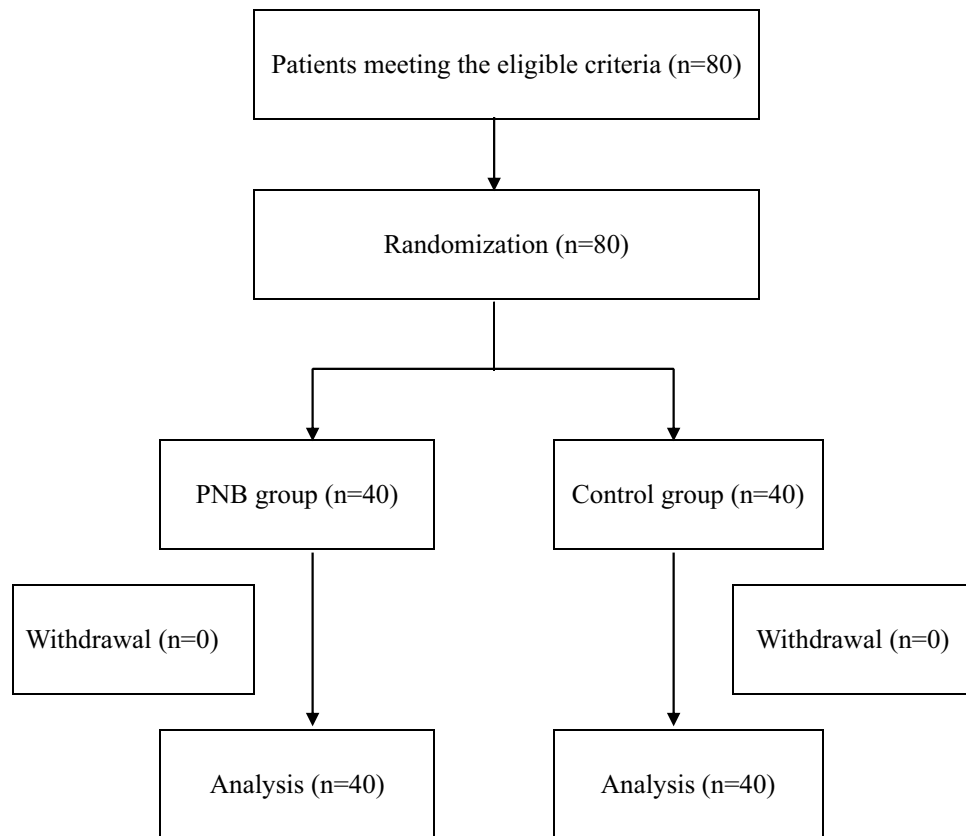 Patients meeting the eligible criteria (n=80)
Randomization (n=80)
PNB group (n=40)
Control group (n=40)
Withdrawal (n=0)
Withdrawal (n=0)
Analysis (n=40)
Analysis (n=40)